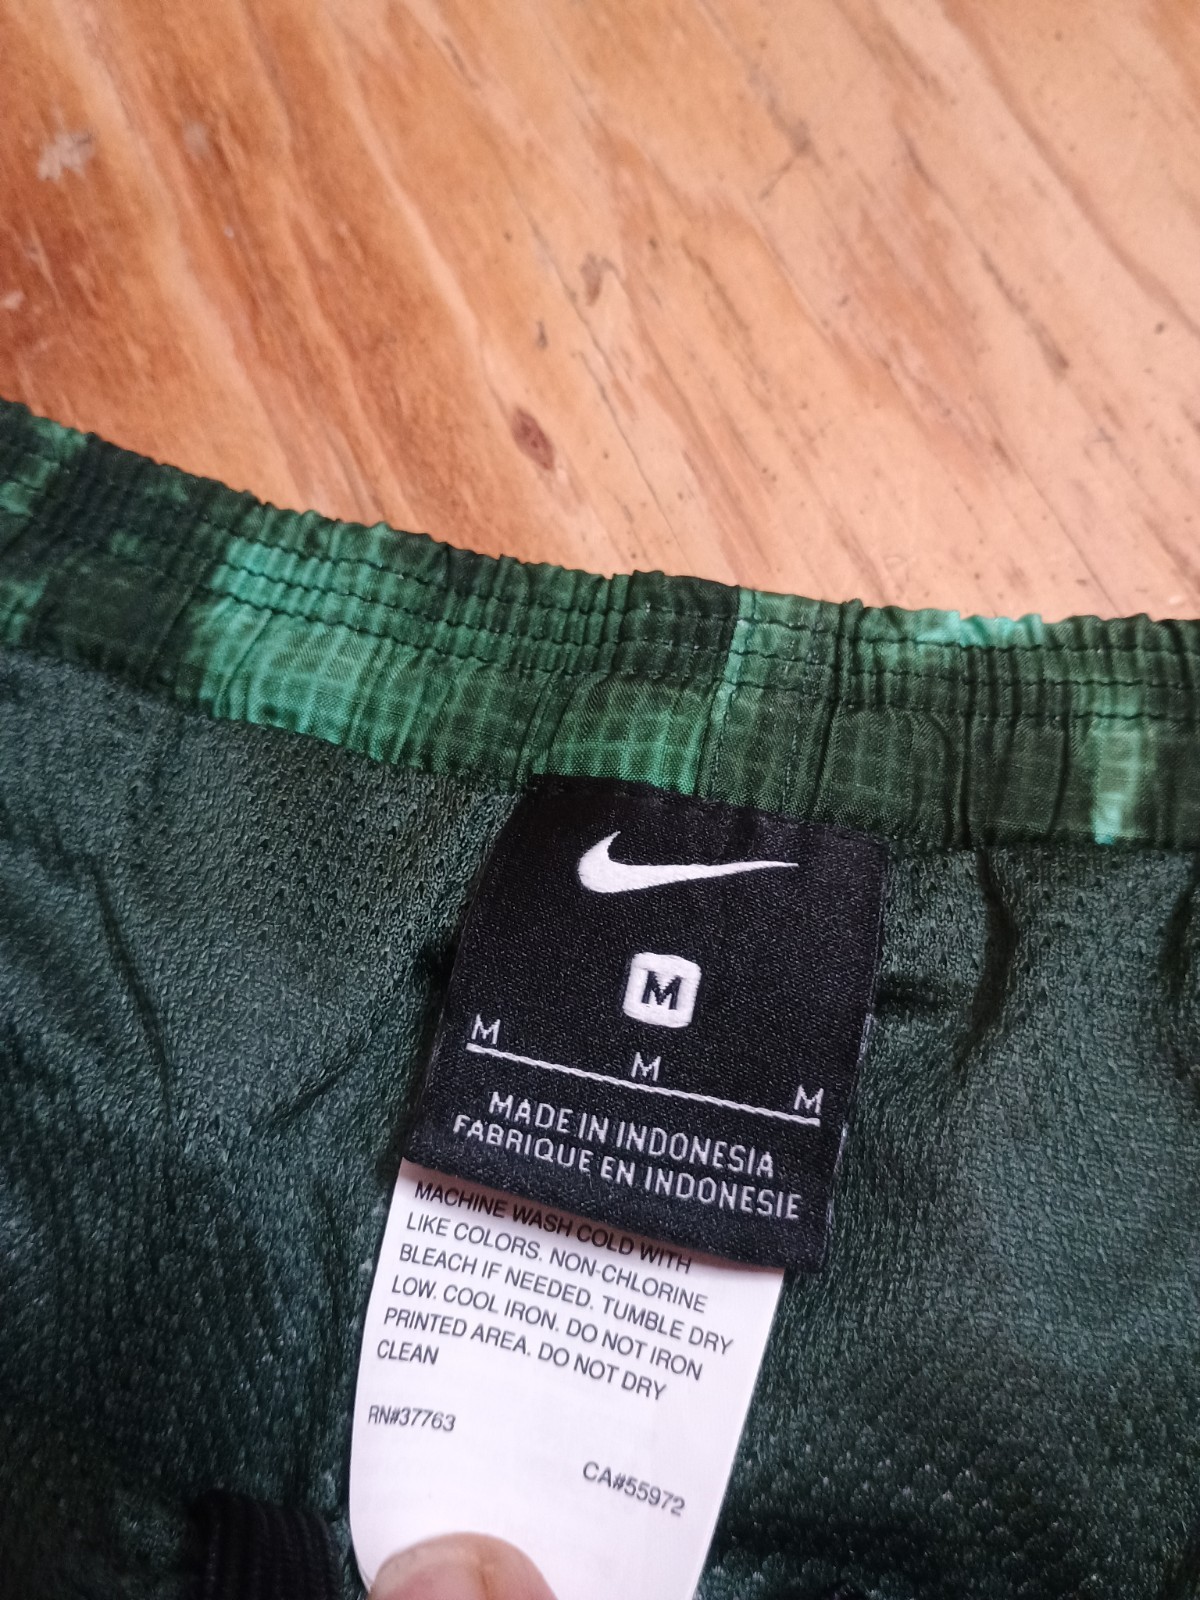 M
M
M
M
MADE IN INDONESIA
FABRIQUE EN INDONESIE
MACHINE WASH COLD WITH
LIKE COLORS. NON-CHLORINE
BLEACH IF NEEDED. TUMBLE DRY
LOW. COOL IRON. DO NOT IRON
PRINTED AREA. DO NOT DRY
CLEAN
RN#37763
CA#55972